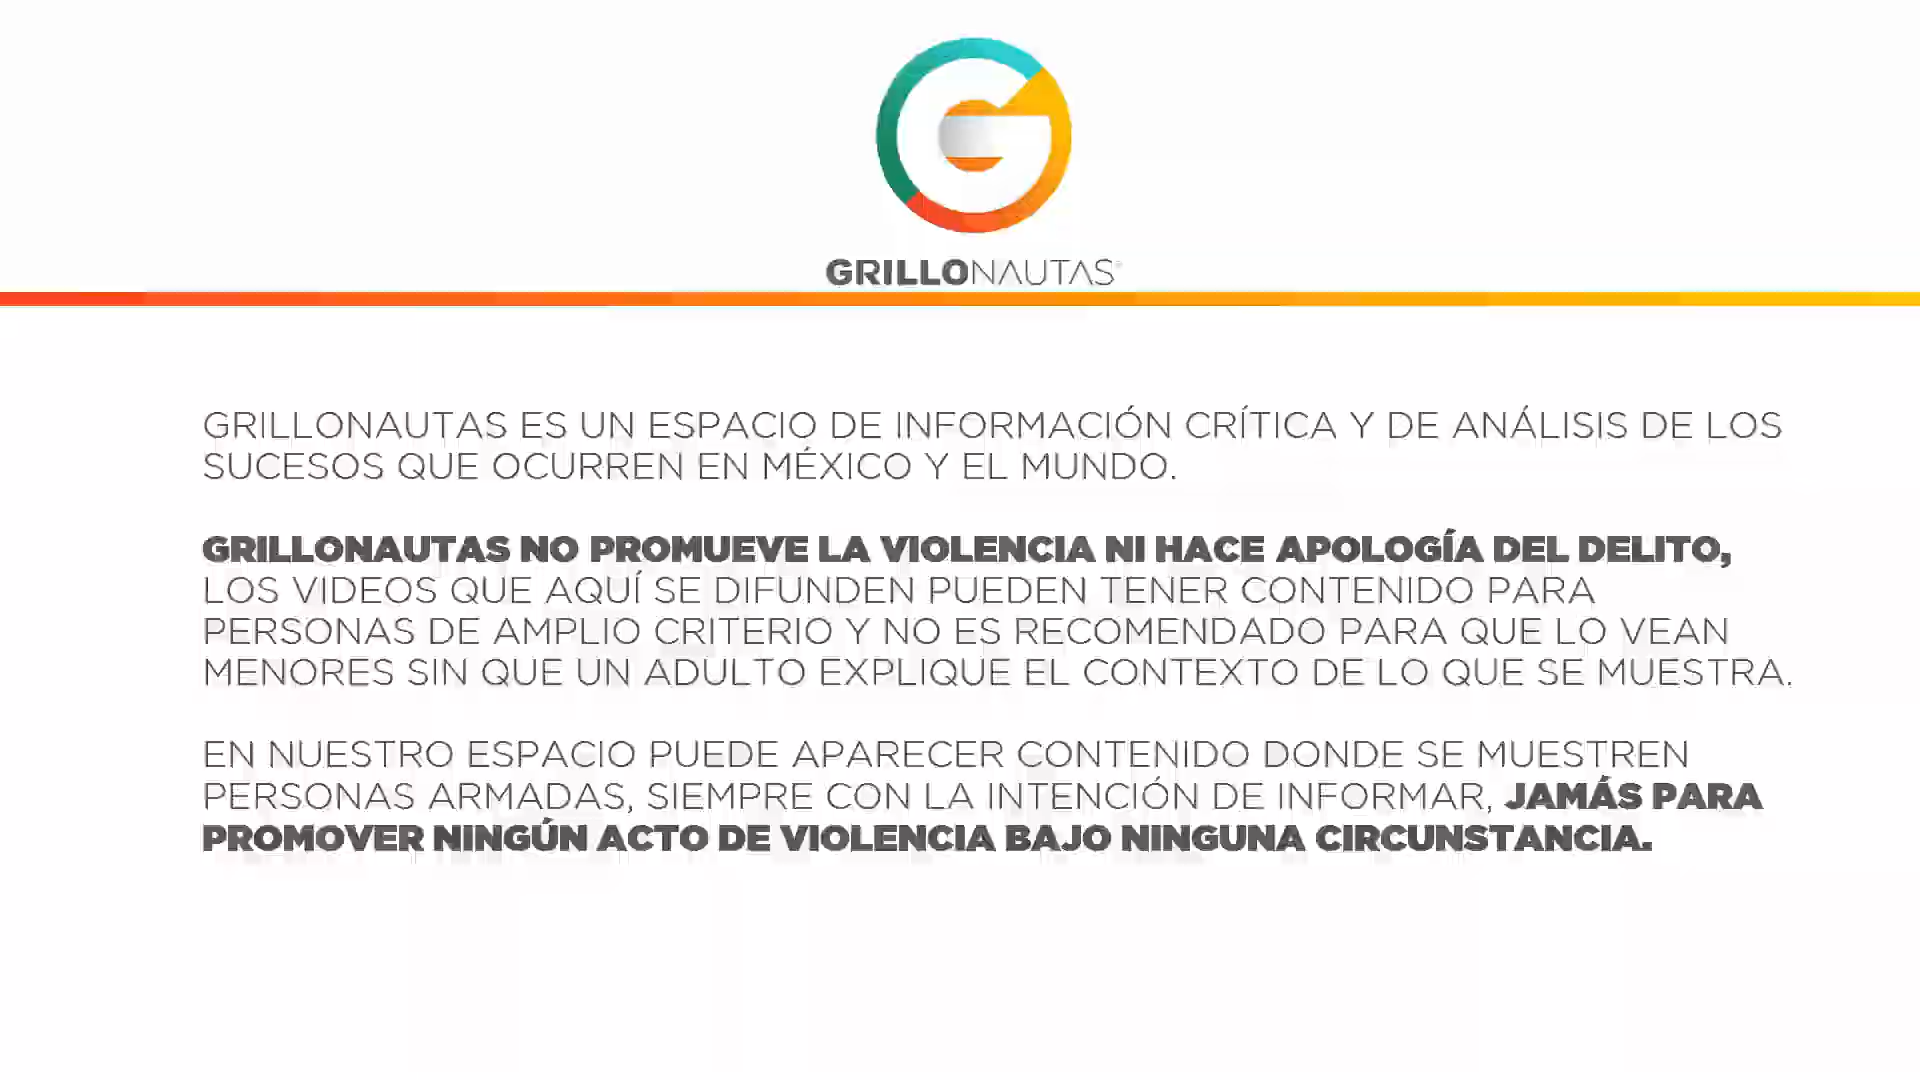 GRILLONAUTAS®
GRILLONAUTAS ES UN ESPACIO DE INFORMACIÓN CRÍTICA Y DE ANÁLISIS DE LOS
SUCESOS QUE OCURREN EN MÉXICO Y EL MUNDO.
GRILLONAUTAS NO PROMUEVE LA VIOLENCIA NI HACE APOLOGÍA DEL DELITO,
LOS VIDEOS QUE AQUÍ SE DIFUNDEN PUEDEN TENER CONTENIDO PARA
PERSONAS DE AMPLIO CRITERIO Y NO ES RECOMENDADO PARA QUE LO VEAN
MENORES SIN QUE UN ADULTO EXPLIQUE EL CONTEXTO DE LO QUE SE MUESTRA.
EN NUESTRO ESPACIO PUEDE APARECER CONTENIDO DONDE SE MUESTREN
PERSONAS ARMADAS, SIEMPRE CON LA INTENCIÓN DE INFORMAR, JAMÁS PARA
PROMOVER NINGÚN ACTO DE VIOLENCIA BAJO NINGUNA CIRCUNSTANCIA.